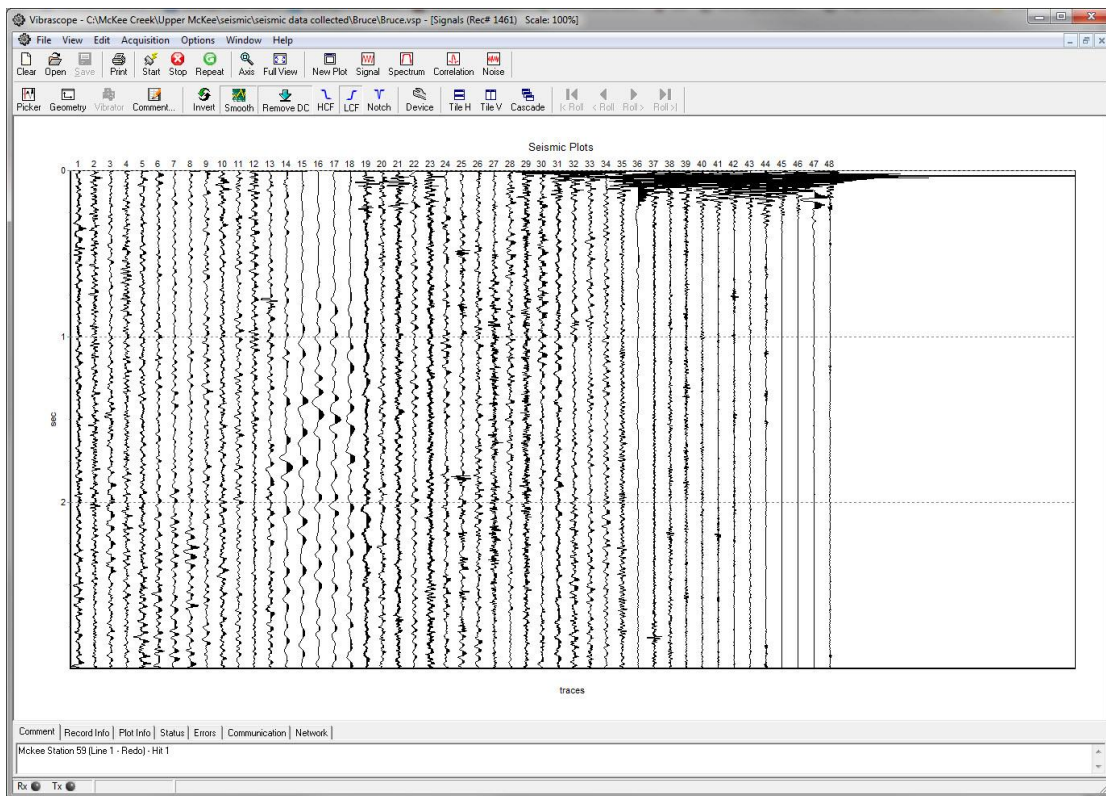 Vibrascope - C:\McKee Creek\Upper McKee\seismic\seismic data collected\Bruce\Bruce.vsp - [Signals (Rec# 1461) Scale: 100%]
File View Edit Acquisition Options Window Help
Clear Open Save Print Start Stop Repeat Axis Full View New Plot Signal Spectrum Correlation Noise
Picker Geometry Vibrator Comment... Invert Smooth Remove DC HCF LCF Notch Device Tile H Tile V Cascade |< Roll < Roll Roll > Roll >|
Seismic Plots
1 2 3 4 5 6 7 8 9 10 11 12 13 14 15 16 17 18 19 20 21 22 23 24 25 26 27 28 29 30 31 32 33 34 35 36 37 38 39 40 41 42 43 44 45 46 47 48
0
1
sec
2
traces
Comment Record Info Plot Info Status Errors Communication Network
Mckee Station 59 (Line 1 - Redo) - Hit 1
Rx Tx